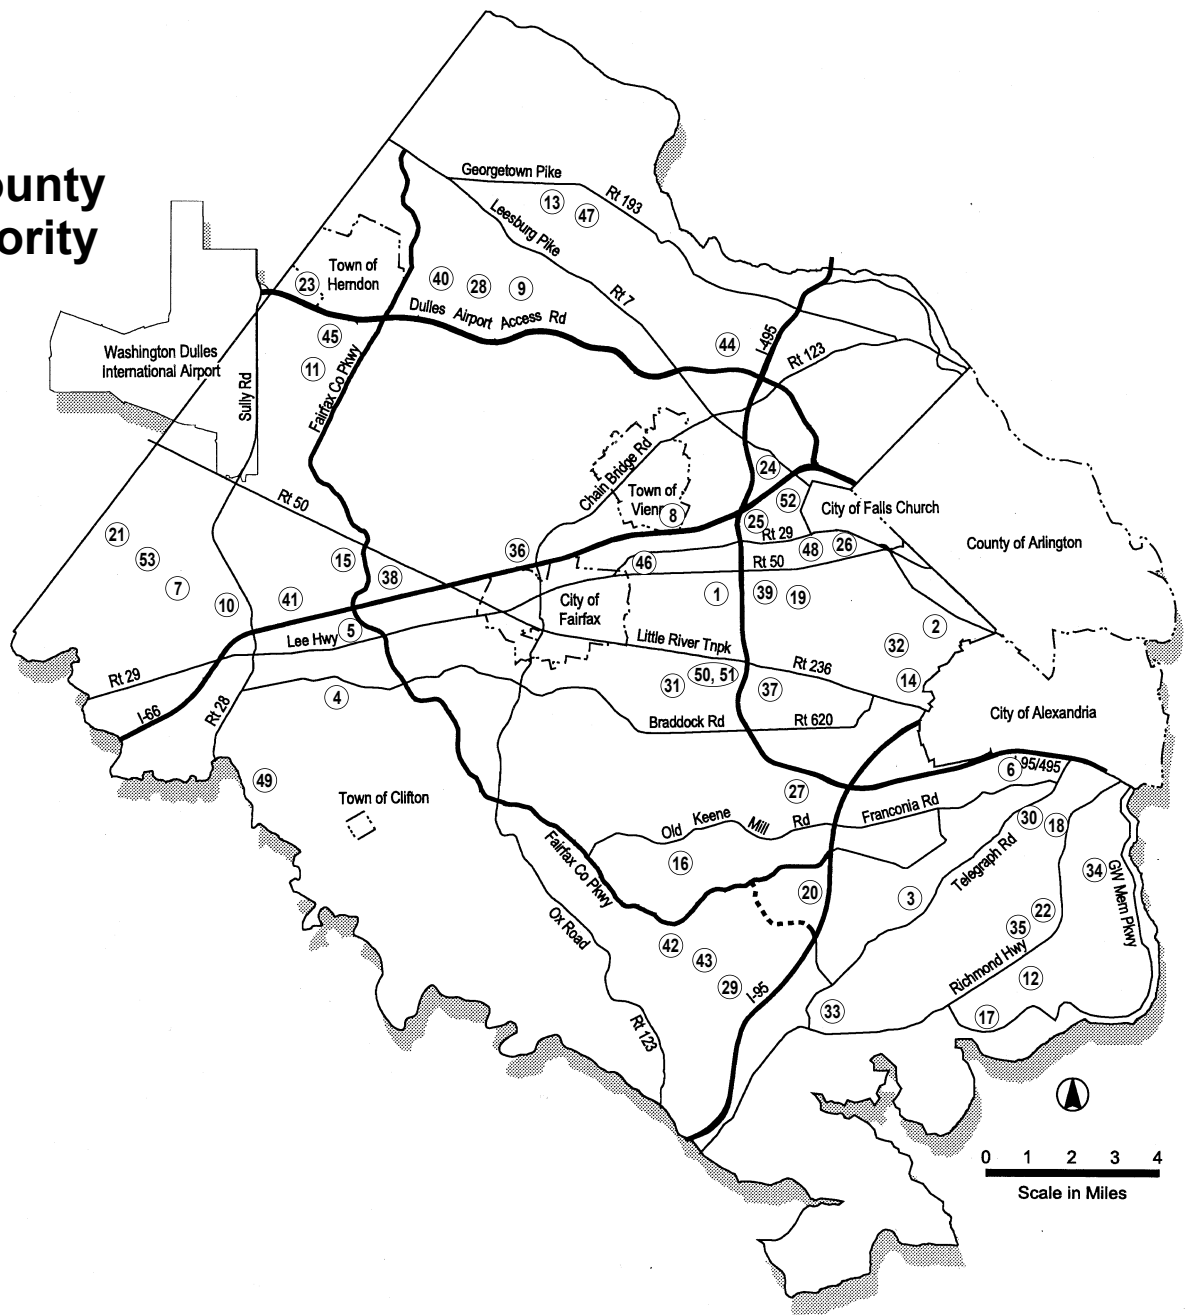 ounty
ority
Georgetown Pike
Rt 193
13
47
Leesburg Pike
Town of
Herndon
23
40
28
9
Rt 7
Dulles Airport Access Rd
45
11
Fairfax Co Pkwy
Washington Dulles
International Airport
Sully Rd
44
I-495
Rt 123
Chain Bridge Rd
Town of
Vienn
8
24
52
25
City of Falls Church
Rt 50
Rt 29
48
26
Rt 50
County of Arlington
21
53
7
10
41
15
38
36
46
City of
Fairfax
1
39
19
2
32
14
Lee Hwy
5
Little River Tnpk
Rt 236
31
50, 51
37
Rt 29
I-66
Rt 28
4
Braddock Rd
Rt 620
City of Alexandria
49
Town of Clifton
6
95/495
27
Old Keene Mill Rd
Franconia Rd
30
18
16
Fairfax Co Pkwy
Telegraph Rd
34
GW Mem Pkwy
20
3
22
35
Ox Road
42
43
29
I-95
Richmond Hwy
12
33
17
Rt 123
0 1 2 3 4
Scale in Miles